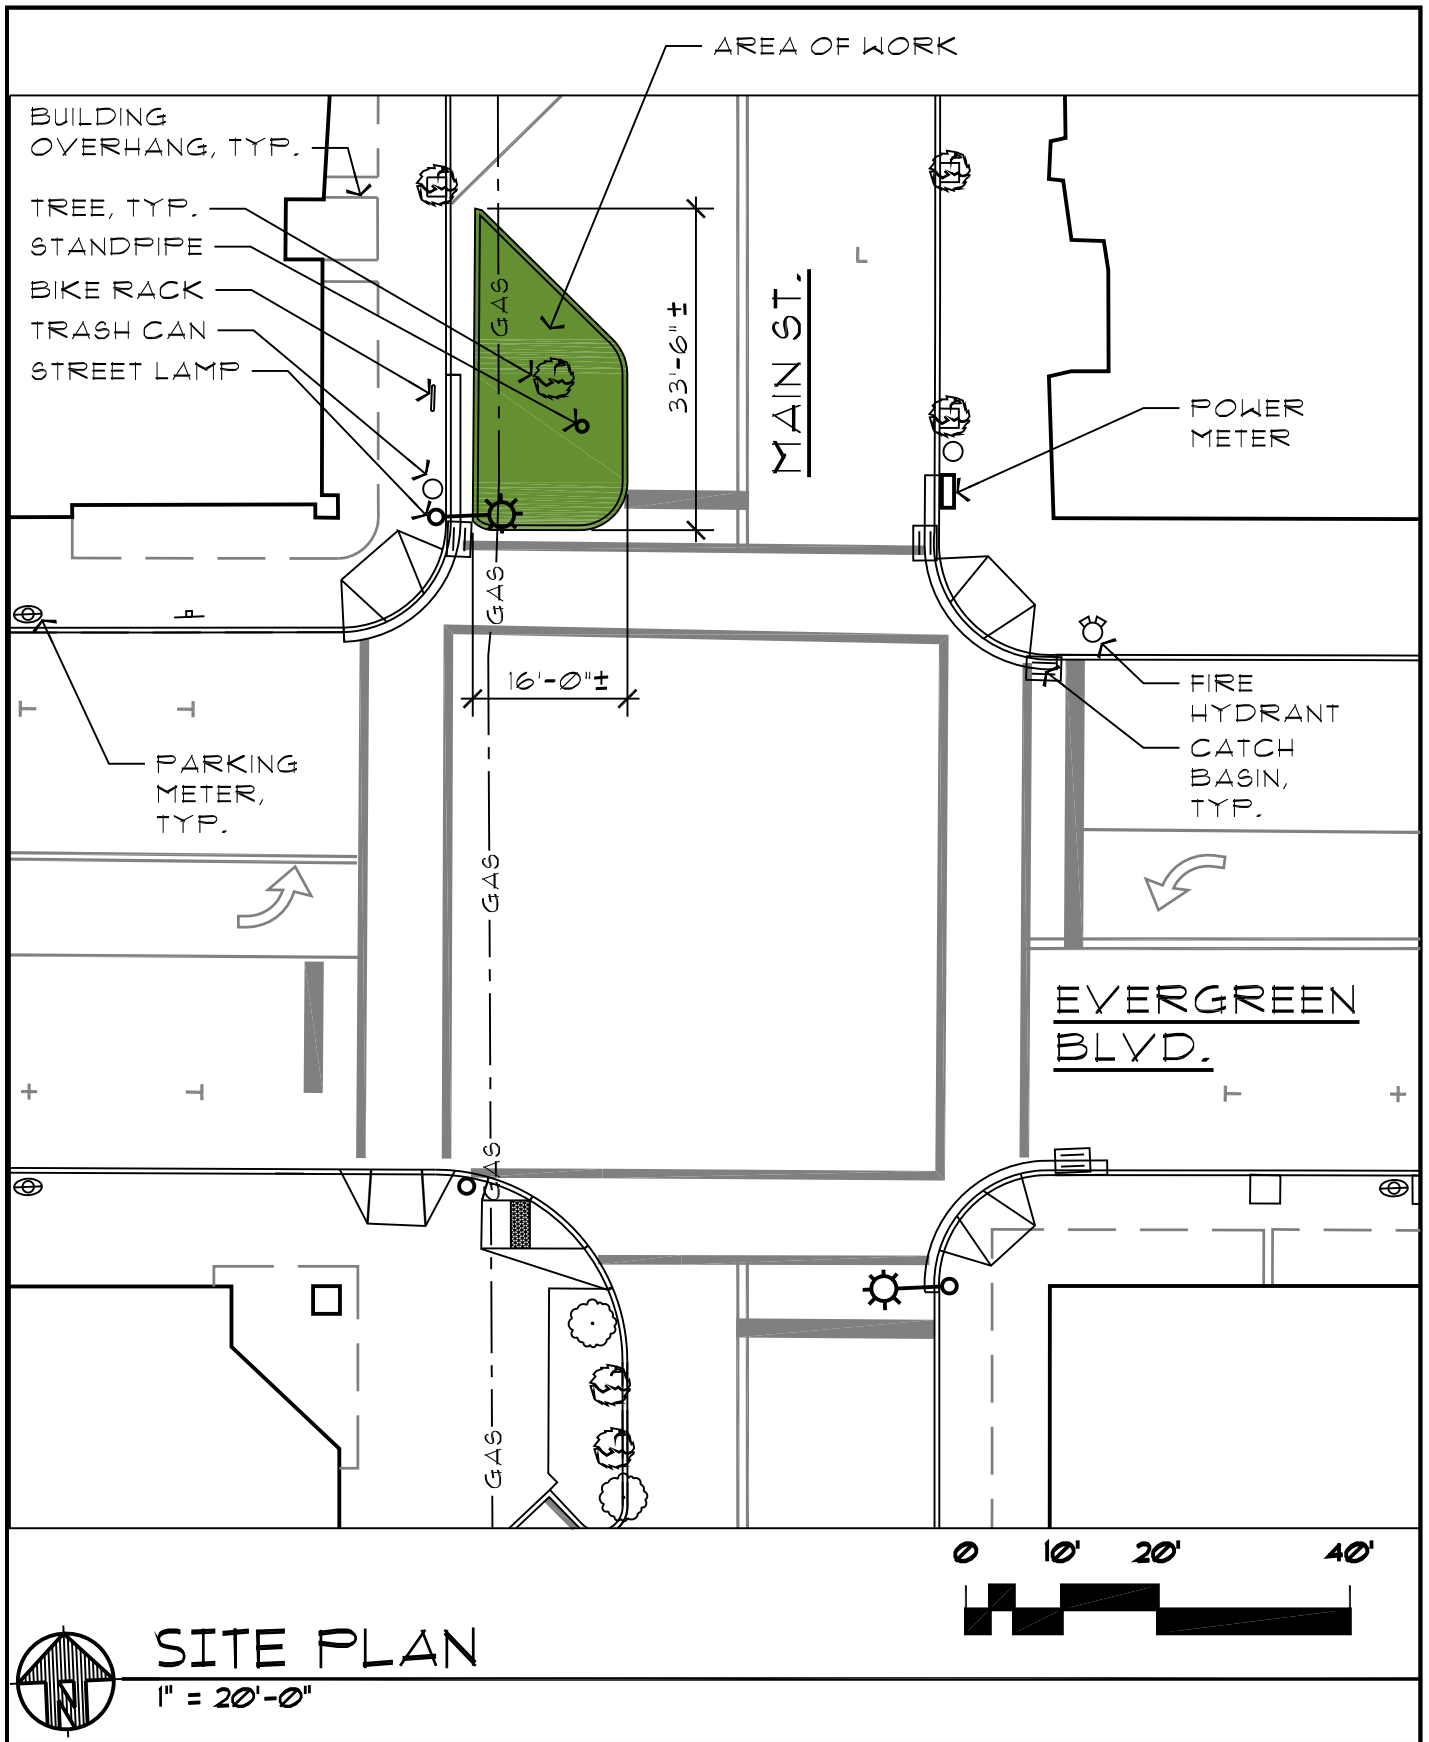 AREA OF WORK
BUILDING
OVERHANG, TYP.
TREE, TYP.
STANDPIPE
BIKE RACK
TRASH CAN
STREET LAMP
GAS
33'-6"±
MAIN ST.
POWER
METER
GAS
16'-0"±
FIRE
HYDRANT
CATCH
BASIN,
TYP.
PARKING
METER,
TYP.
GAS
EVERGREEN
BLVD.
GAS
GAS
0 10' 20' 40'
SITE PLAN
1" = 20'-0"
N